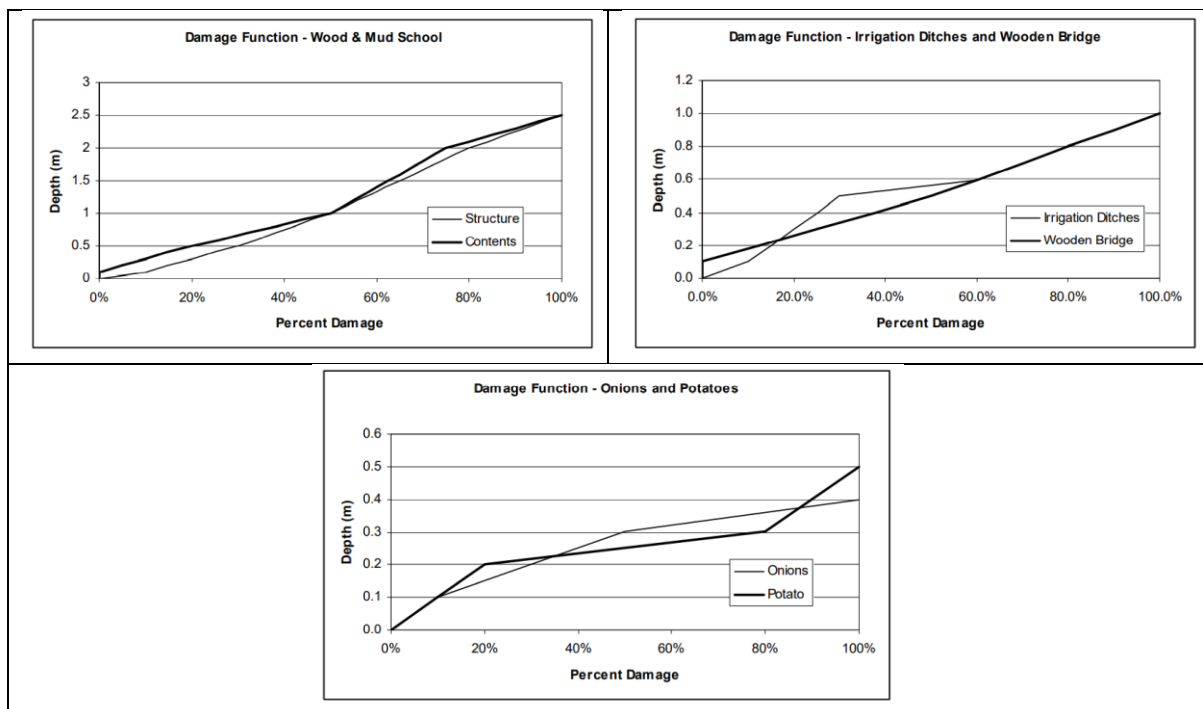 Damage Function - Wood & Mud School
3
2.5
2
1.5
1
0.5
0
Depth (m)
Structure
Contents
0% 20% 40% 60% 80% 100%
Percent Damage
Damage Function - Irrigation Ditches and Wooden Bridge
1.2
1.0
0.8
0.6
0.4
0.2
0.0
Depth (m)
Irrigation Ditches
Wooden Bridge
0.0% 20.0% 40.0% 60.0% 80.0% 100.0%
Percent Damage
Damage Function - Onions and Potatoes
0.6
0.5
0.4
0.3
0.2
0.1
0.0
Depth (m)
Onions
Potato
0% 20% 40% 60% 80% 100%
Percent Damage